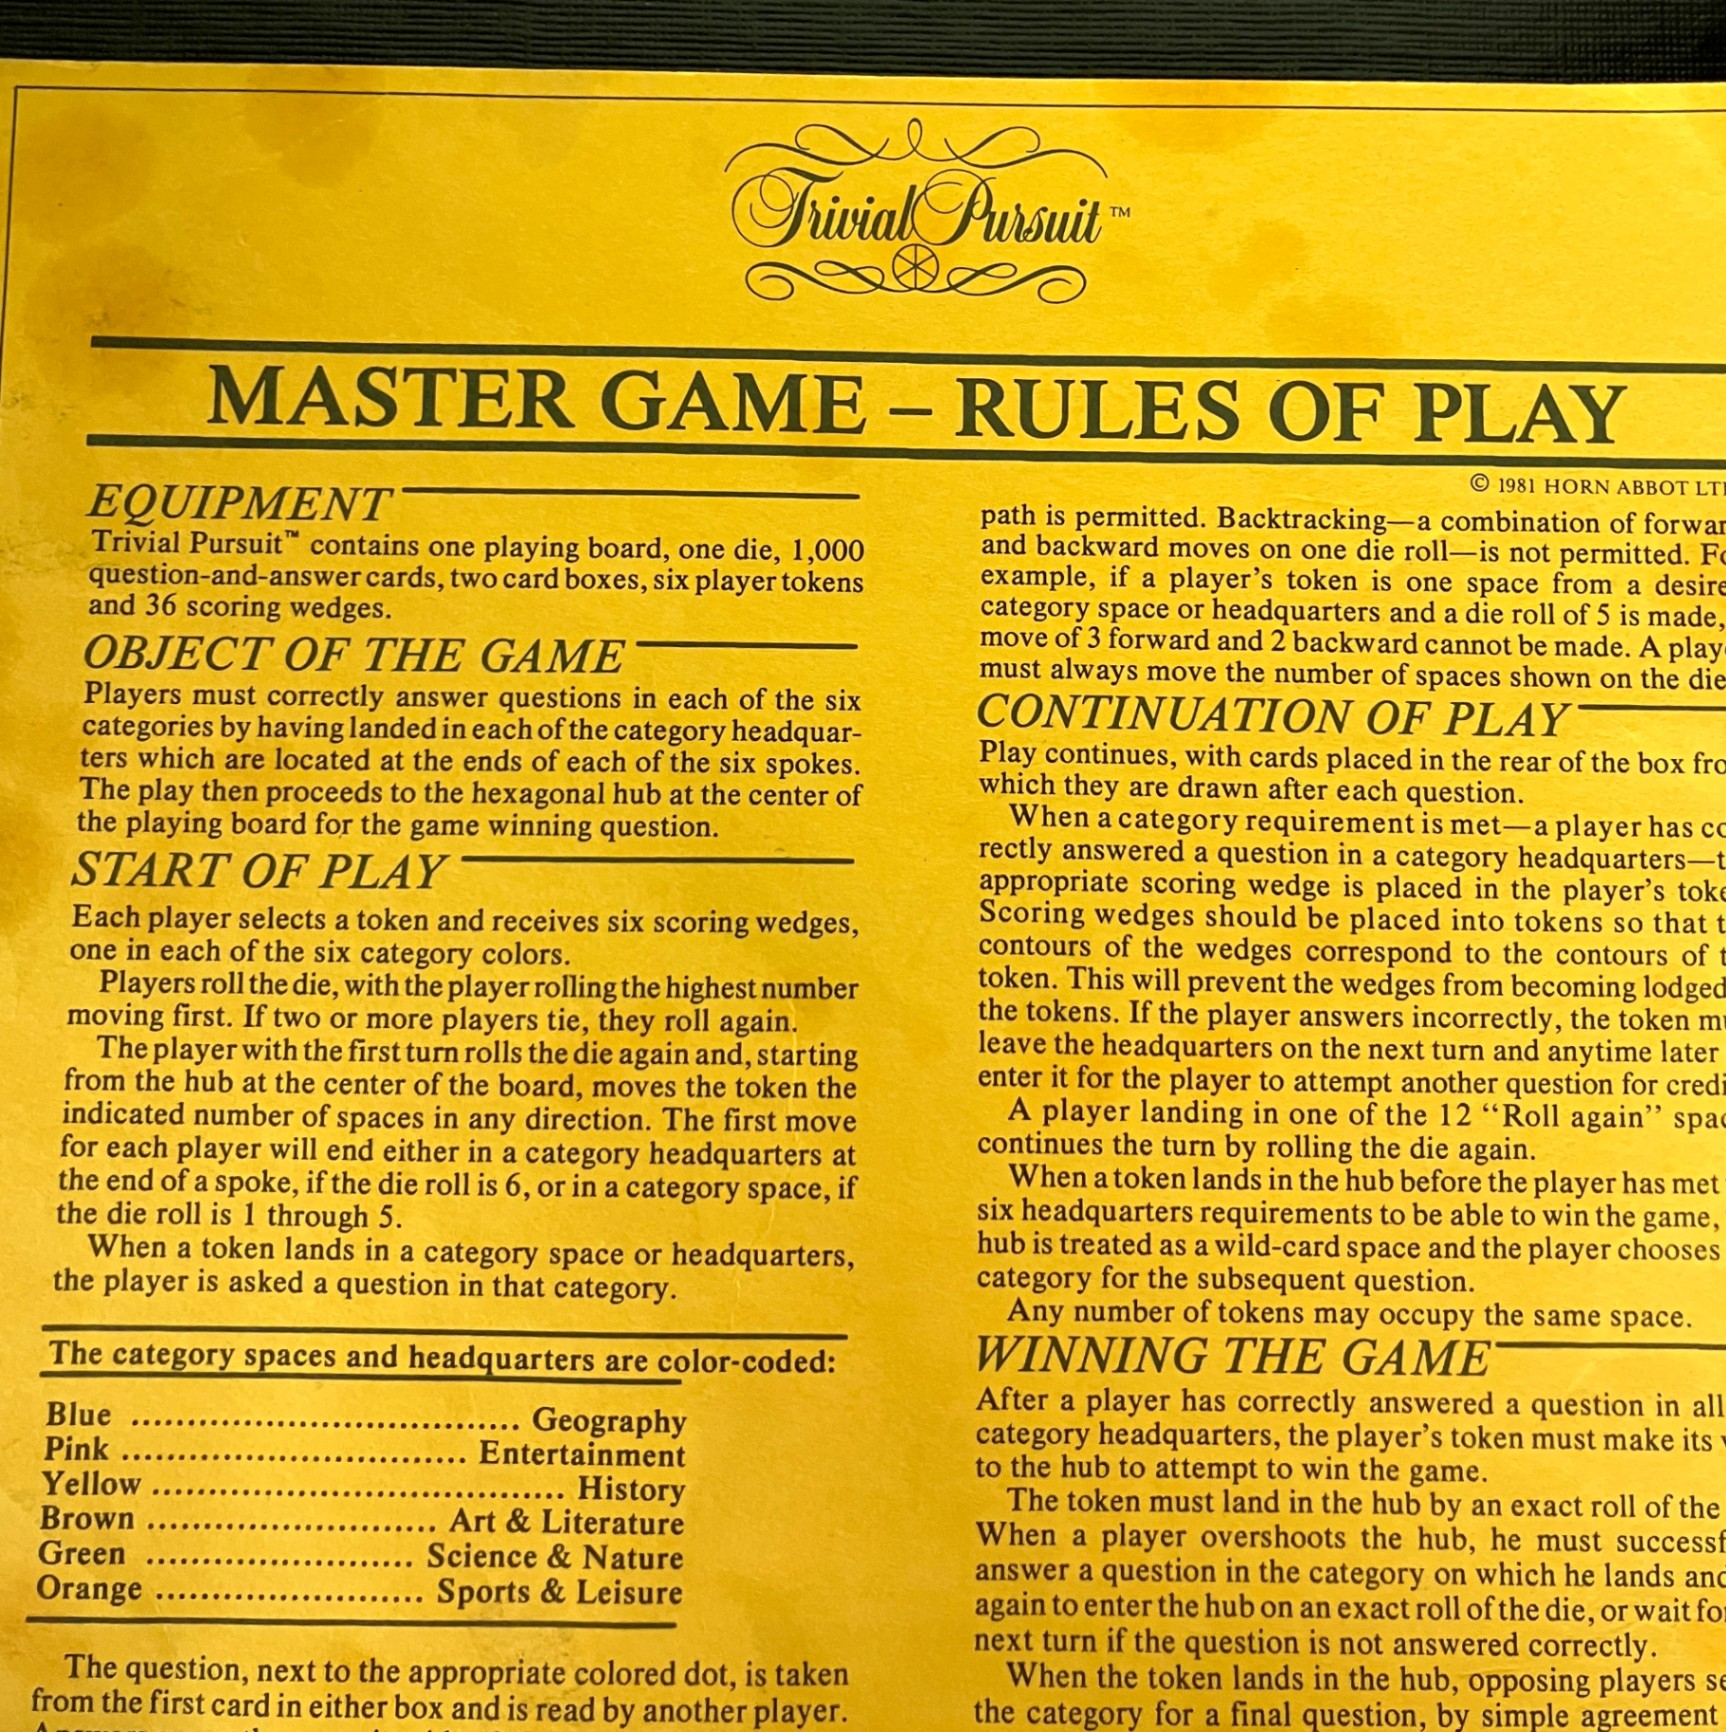 Trivial Pursuit™
MASTER GAME – RULES OF PLAY
© 1981 HORN ABBOT
EQUIPMENT
Trivial Pursuit™ contains one playing board, one die, 1,000
question-and-answer cards, two card boxes, six player tokens
and 36 scoring wedges.
OBJECT OF THE GAME
Players must correctly answer questions in each of the six
categories by having landed in each of the category headquar-
ters which are located at the ends of each of the six spokes.
The play then proceeds to the hexagonal hub at the center of
the playing board for the game winning question.
START OF PLAY
Each player selects a token and receives six scoring wedges,
one in each of the six category colors.
Players roll the die, with the player rolling the highest number
moving first. If two or more players tie, they roll again.
The player with the first turn rolls the die again and, starting
from the hub at the center of the board, moves the token the
indicated number of spaces in any direction. The first move
for each player will end either in a category headquarters at
the end of a spoke, if the die roll is 6, or in a category space, if
the die roll is 1 through 5.
When a token lands in a category space or headquarters,
the player is asked a question in that category.
The category spaces and headquarters are color-coded:
Blue .................................. Geography
Pink .............................. Entertainment
Yellow .................................... History
Brown .......................... Art & Literature
Green ........................ Science & Nature
Orange ........................ Sports & Leisure
The question, next to the appropriate colored dot, is taken
from the first card in either box and is read by another player.
path is permitted. Backtracking—a combination of
and backward moves on one die roll—is not permitted.
example, if a player's token is one space from a
category space or headquarters and a die roll of 5 is made,
move of 3 forward and 2 backward cannot be made. A
must always move the number of spaces shown on the die
CONTINUATION OF PLAY
Play continues, with cards placed in the rear of the box
which they are drawn after each question.
When a category requirement is met—a player has
rectly answered a question in a category headquarters—
appropriate scoring wedge is placed in the player's
Scoring wedges should be placed into tokens so that
contours of the wedges correspond to the contours of
token. This will prevent the wedges from becoming lodged
the tokens. If the player answers incorrectly, the token
leave the headquarters on the next turn and anytime later
enter it for the player to attempt another question for
A player landing in one of the 12 “Roll again”
continues the turn by rolling the die again.
When a token lands in the hub before the player has met
six headquarters requirements to be able to win the game,
hub is treated as a wild-card space and the player chooses
category for the subsequent question.
Any number of tokens may occupy the same space.
WINNING THE GAME
After a player has correctly answered a question in all
category headquarters, the player's token must make its
to the hub to attempt to win the game.
The token must land in the hub by an exact roll of the
When a player overshoots the hub, he must
answer a question in the category on which he lands
again to enter the hub on an exact roll of the die, or wait
next turn if the question is not answered correctly.
When the token lands in the hub, opposing players
the category for a final question, by simple agreement